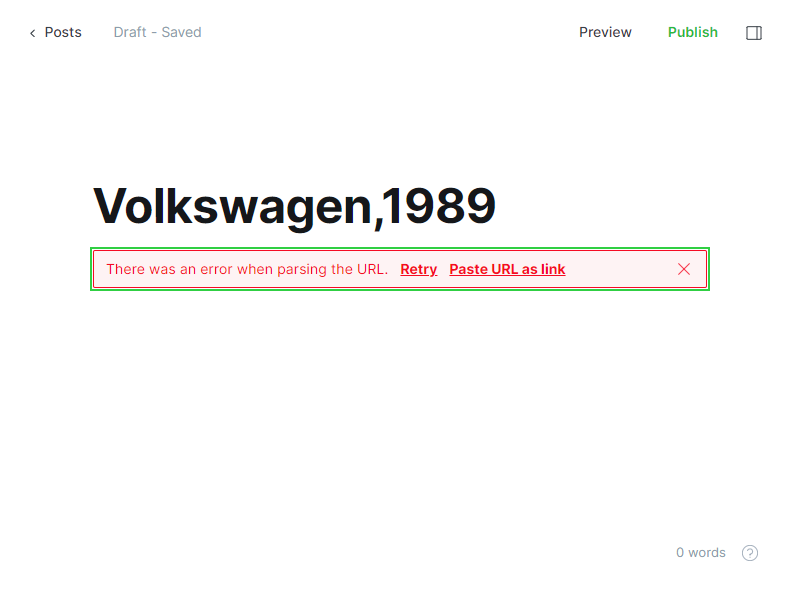 Posts Draft - Saved Preview Publish
Volkswagen,1989
There was an error when parsing the URL. Retry Paste URL as link
0 words ?